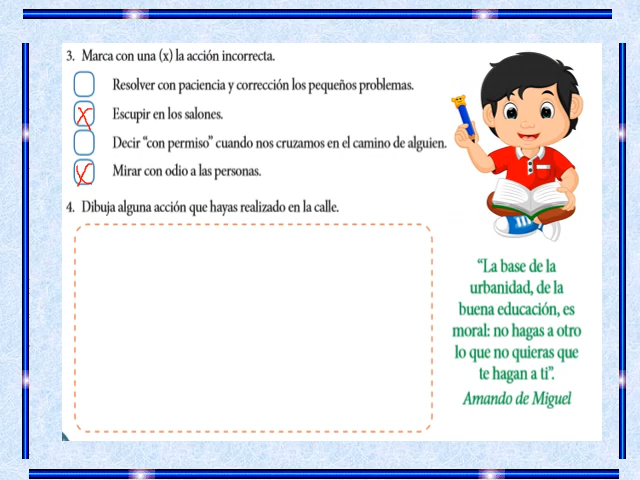 3. Marca con una (x) la acción incorrecta.
Resolver con paciencia y corrección los pequeños problemas.
x Escupir en los salones.
Decir “con permiso” cuando nos cruzamos en el camino de alguien.
x Mirar con odio a las personas.
4. Dibuja alguna acción que hayas realizado en la calle.
“La base de la
urbanidad, de la
buena educación, es
moral: no hagas a otro
lo que no quieras que
te hagan a ti”.
Amando de Miguel